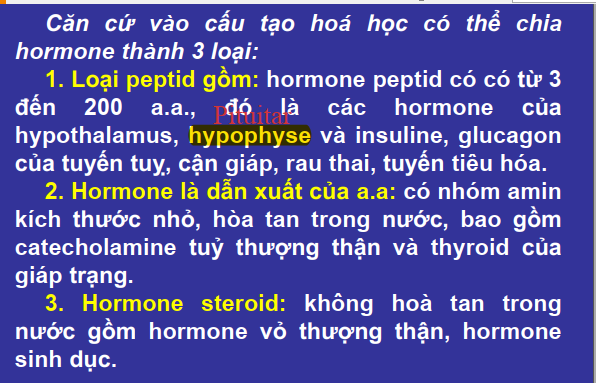 Căn cứ vào cấu tạo hoá học có thể chia
hormone thành 3 loại:
1. Loại peptid gồm: hormone peptid có có từ 3
đến 200 a.a., đó là các hormone của
Pituitar
hypothalamus, hypophyse và insuline, glucagon
của tuyến tuỵ, cận giáp, rau thai, tuyến tiêu hóa.
2. Hormone là dẫn xuất của a.a: có nhóm amin
kích thước nhỏ, hòa tan trong nước, bao gồm
catecholamine tuỷ thượng thận và thyroid của
giáp trạng.
3. Hormone steroid: không hoà tan trong
nước gồm hormone vỏ thượng thận, hormone
sinh dục.